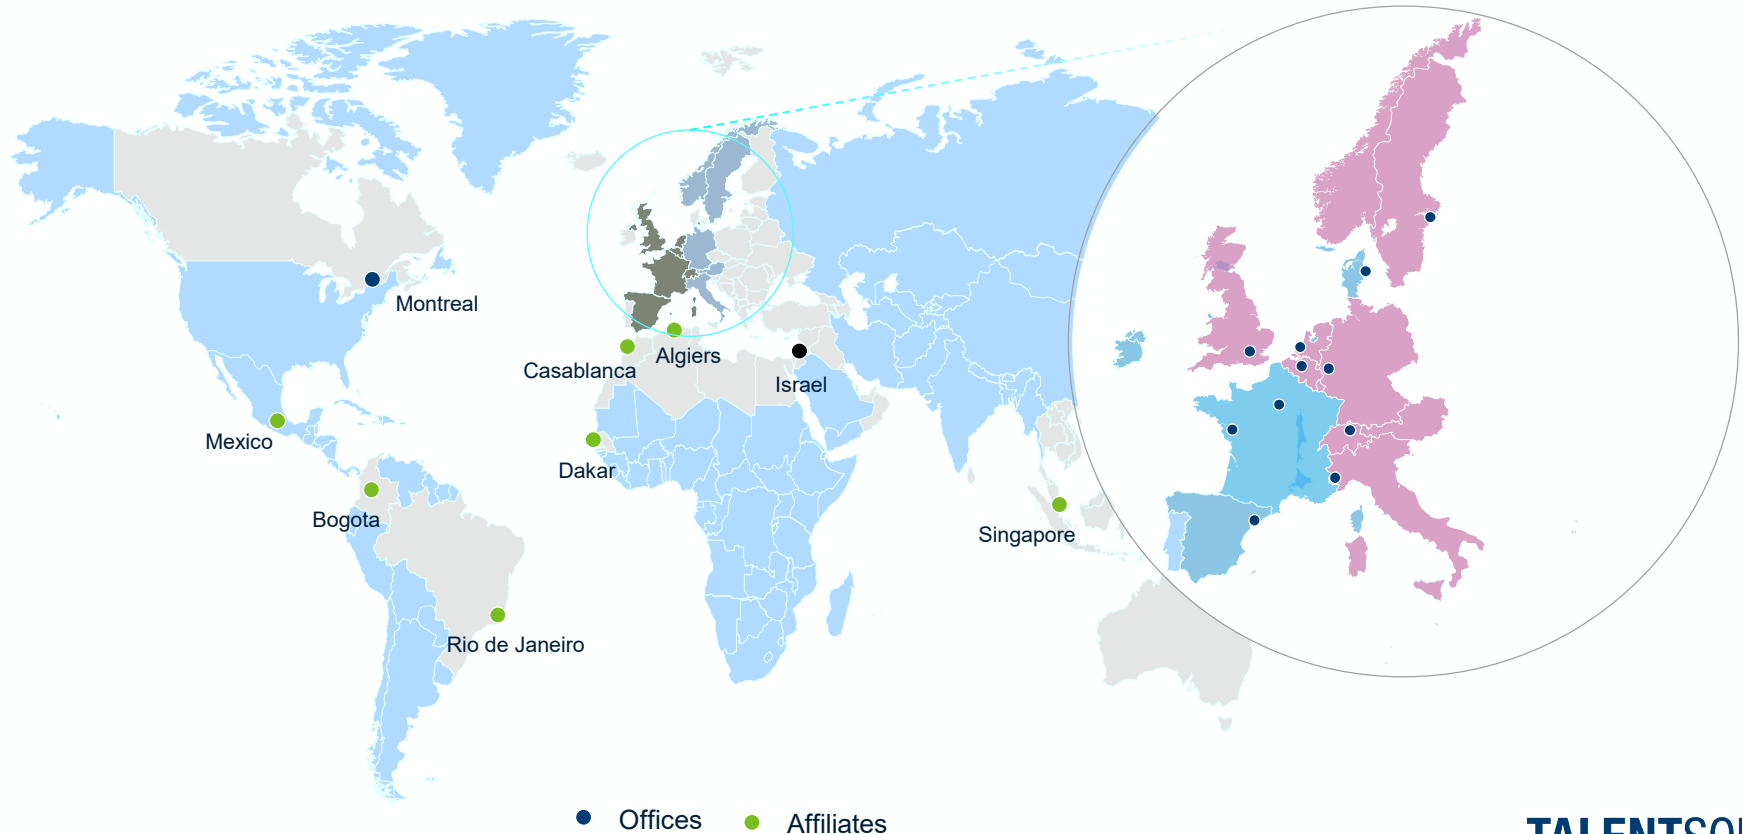 Montreal
Casablanca
Algiers
Israel
Mexico
Dakar
Bogota
Singapore
Rio de Janeiro
Offices
Affiliates